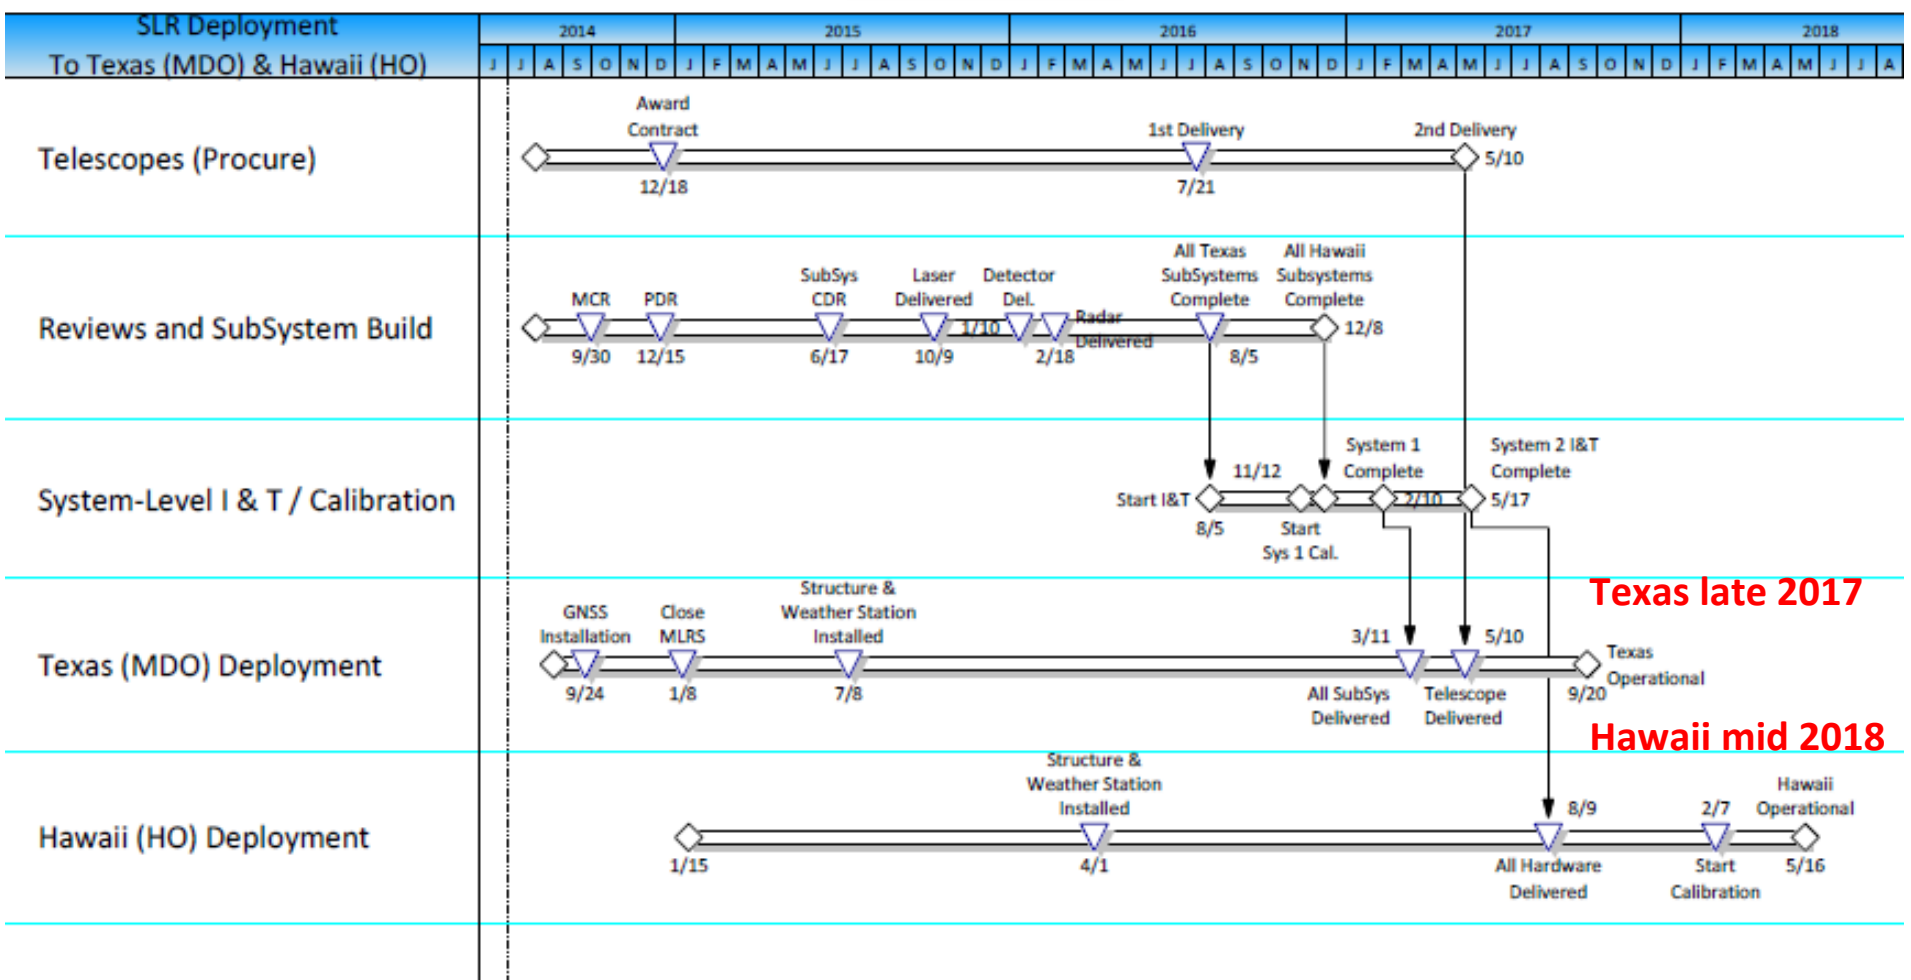 SLR Deployment
To Texas (MDO) & Hawaii (HO)
2014 2015 2016 2017 2018
J J A S O N D J F M A M J J A S O N D J F M A M J J A S O N D J F M A M J J A S O N D J F M A M J J A
Telescopes (Procure)
Award
Contract
12/18
1st Delivery
7/21
2nd Delivery
5/10
Reviews and SubSystem Build
MCR
9/30
PDR
12/15
SubSys
CDR
6/17
Laser
Delivered
10/9
Detector
Del.
1/10
Radar
Delivered
2/18
All Texas
SubSystems
Complete
8/5
All Hawaii
Subsystems
Complete
12/8
System-Level I & T / Calibration
Start I&T
8/5
11/12
Start
Sys 1 Cal.
System 1
Complete
2/10
System 2 I&T
Complete
5/17
Texas late 2017
Texas (MDO) Deployment
GNSS
Installation
9/24
Close
MLRS
1/8
Structure &
Weather Station
Installed
7/8
3/11
All SubSys
Delivered
5/10
Telescope
Delivered
Texas
Operational
9/20
Hawaii mid 2018
Hawaii (HO) Deployment
1/15
Structure &
Weather Station
Installed
4/1
8/9
All Hardware
Delivered
2/7
Start
Calibration
Hawaii
Operational
5/16